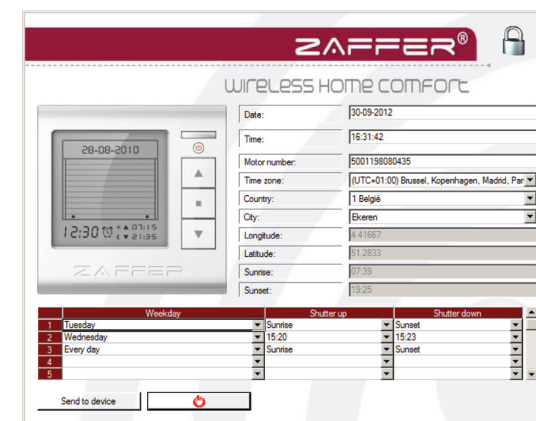 ZAFFER®
WIRELESS HOME COMFORT
Date: 30-09-2012
Time: 16:31:42
Motor number: 5001198080435
Time zone: (UTC+01:00) Brussel, Kopenhagen, Madrid, Par
Country: 1 België
City: Ekeren
Longitude: 4.41667
Latitude: 51.2833
Sunrise: 07:39
Sunset: 19:25
28-08-2010
12:30 ▲ 07:15
▼ 21:35
ZAFFER
Weekday Shutter up Shutter down
1 Tuesday Sunrise Sunset
2 Wednesday 15:20 15:23
3 Every day Sunrise Sunset
4
5
Send to device